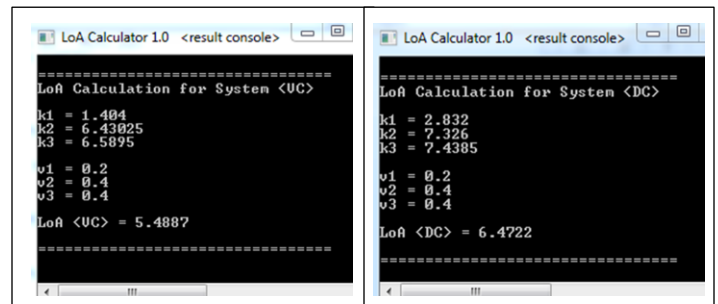 LoA Calculator 1.0 <result console>
=================================
LoA Calculation for System <VC>
k1 = 1.404
k2 = 6.43025
k3 = 6.5895
v1 = 0.2
v2 = 0.4
v3 = 0.4
LoA <VC> = 5.4887
=================================
LoA Calculator 1.0 <result console>
=================================
LoA Calculation for System <DC>
k1 = 2.832
k2 = 7.326
k3 = 7.4385
v1 = 0.2
v2 = 0.4
v3 = 0.4
LoA <DC> = 6.4722
=================================